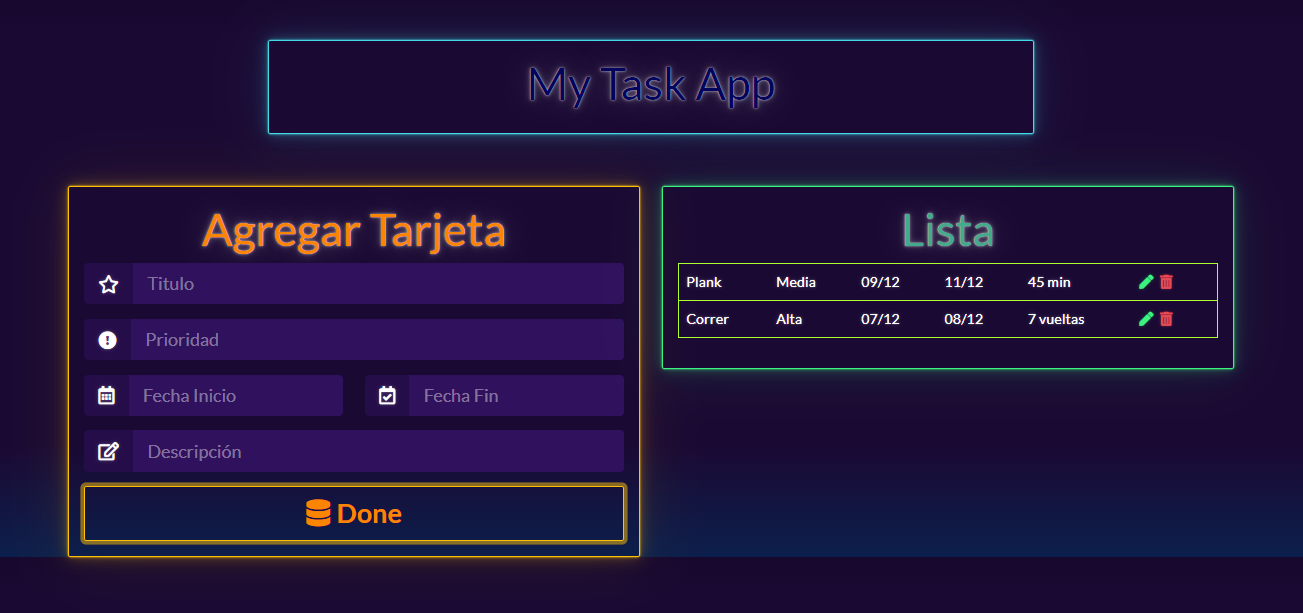 My Task App
Agregar Tarjeta
Titulo
Prioridad
Fecha Inicio Fecha Fin
Descripción
Done
Lista
Plank Media 09/12 11/12 45 min
Correr Alta 07/12 08/12 7 vueltas